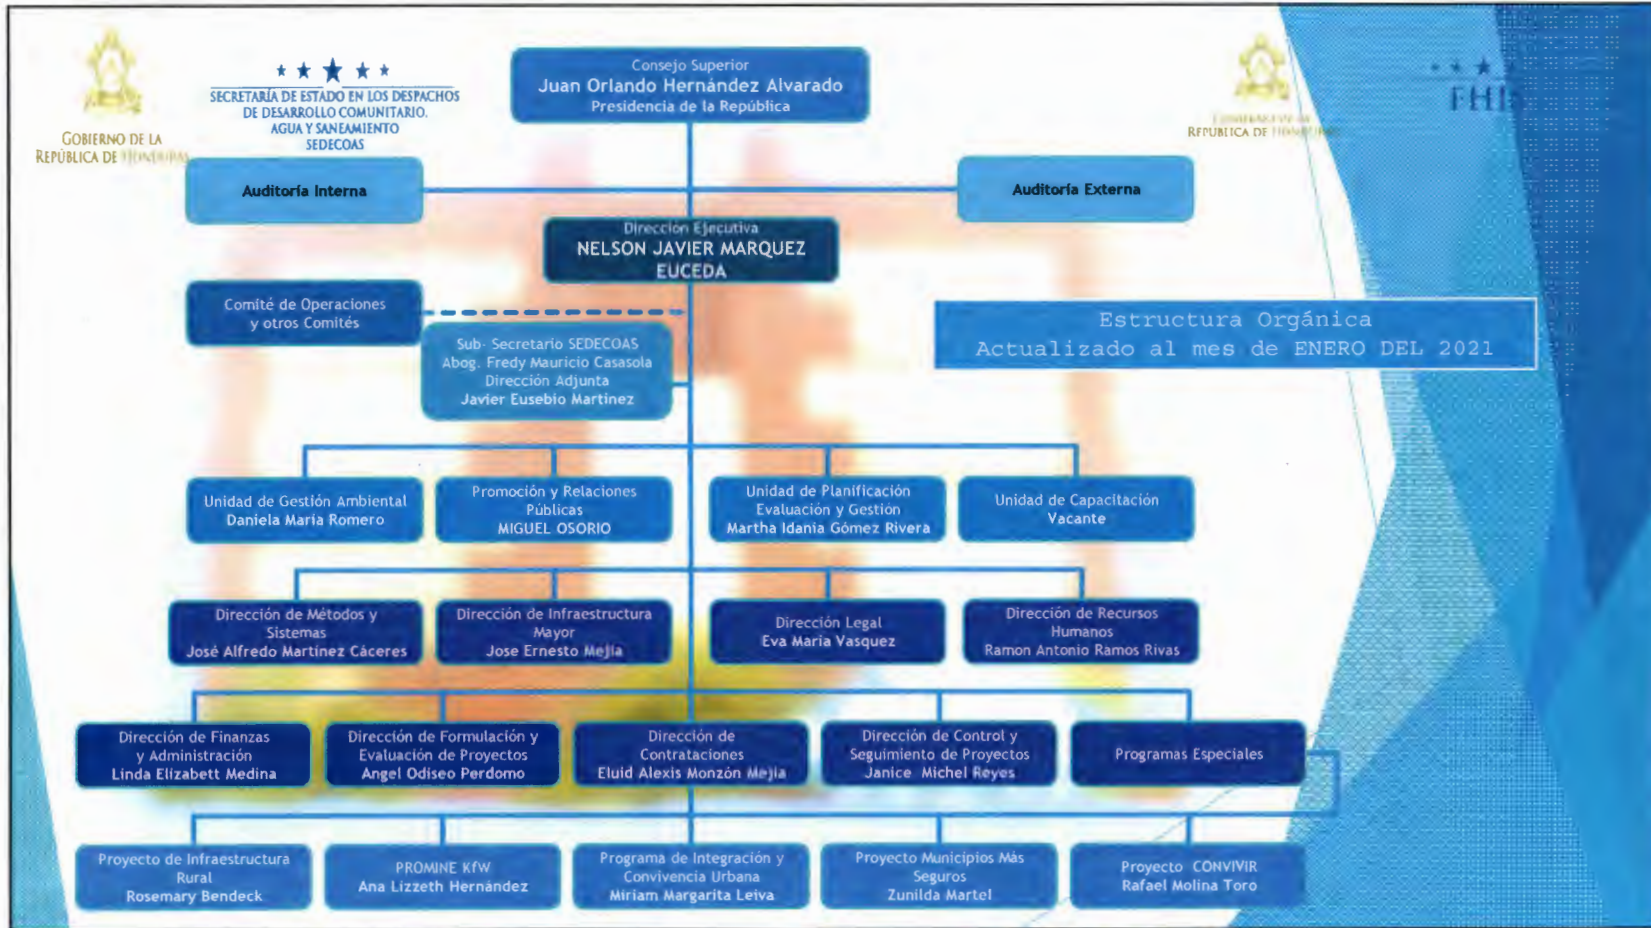 GOBIERNO DE LA
REPÚBLICA DE HONDURAS
SECRETARÍA DE ESTADO EN LOS DESPACHOS
DE DESARROLLO COMUNITARIO.
AGUA Y SANEAMIENTO
SEDECOAS
Consejo Superior
Juan Orlando Hernández Alvarado
Presidencia de la República
GOBIERNO DE LA
REPÚBLICA DE HONDURAS
FHIS
Auditoría Interna
Auditoría Externa
Dirección Ejecutiva
NELSON JAVIER MARQUEZ
EUCEDA
Comité de Operaciones
y otros Comités
Sub- Secretario SEDECOAS
Abog. Fredy Mauricio Casasola
Dirección Adjunta
Javier Eusebio Martinez
Estructura Orgánica
Actualizado al mes de ENERO DEL 2021
Unidad de Gestión Ambiental
Daniela María Romero
Promoción y Relaciones
Públicas
MIGUEL OSORIO
Unidad de Planificación
Evaluación y Gestión
Martha Idania Gómez Rivera
Unidad de Capacitación
Vacante
Dirección de Métodos y
Sistemas
José Alfredo Martínez Cáceres
Dirección de Infraestructura
Mayor
Jose Ernesto Mejia
Dirección Legal
Eva Maria Vasquez
Dirección de Recursos
Humanos
Ramon Antonio Ramos Rivas
Dirección de Finanzas
y Administración
Linda Elizabett Medina
Dirección de Formulación y
Evaluación de Proyectos
Angel Odiseo Perdomo
Dirección de
Contrataciones
Eluid Alexis Monzón Mejia
Dirección de Control y
Seguimiento de Proyectos
Janice Michel Reyes
Programas Especiales
Proyecto de Infraestructura
Rural
Rosemary Bendeck
PROMINE KfW
Ana Lizzeth Hernández
Programa de Integración y
Convivencia Urbana
Miriam Margarita Leiva
Proyecto Municipios Más
Seguros
Zunilda Martel
Proyecto CONVIVIR
Rafael Molina Toro